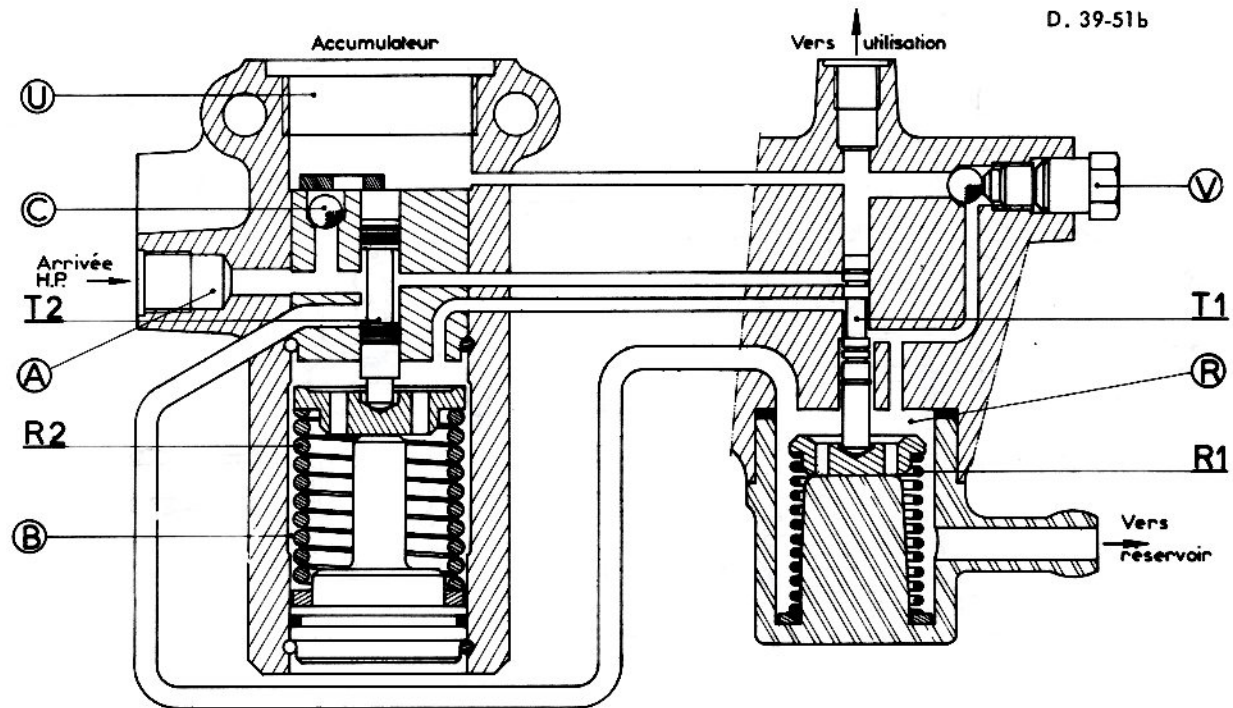 D. 39-51b
Accumulateur
Vers utilisation
U
C
V
Arrivée
H.P.
T2
T1
A
R
R2
R1
B
Vers
réservoir